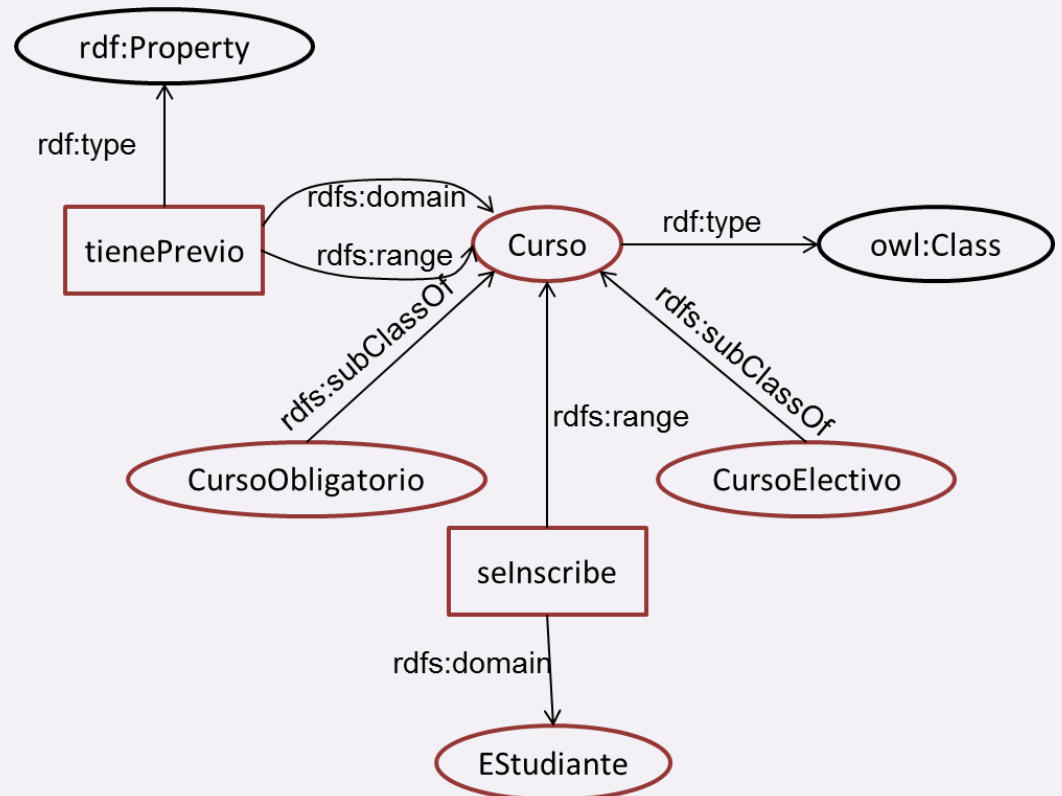 rdf:Property
rdf:type
tienePrevio
rdfs:domain
rdfs:range
Curso
rdf:type
owl:Class
rdfs:subClassOf
rdfs:range
rdfs:subClassOf
CursoObligatorio
CursoElectivo
seInscribe
rdfs:domain
EStudiante